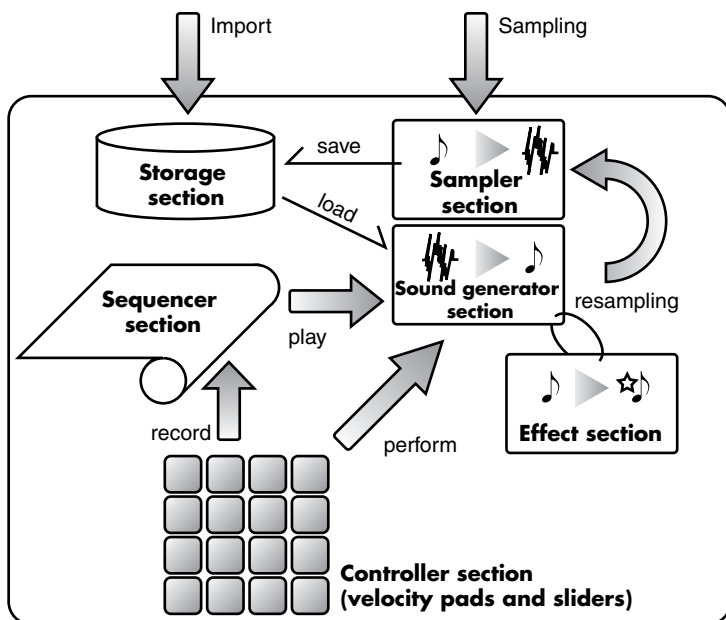 Import
Sampling
Storage
section
save
load
Sampler
section
Sound generator
section
resampling
Sequencer
section
play
Effect section
record
perform
Controller section
(velocity pads and sliders)